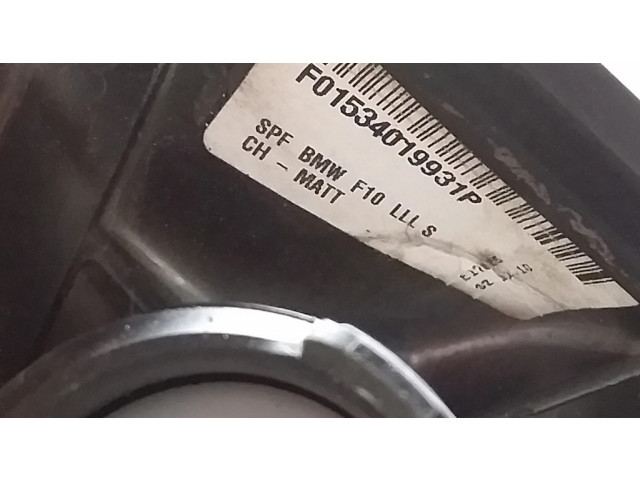 F01534019931P
SPF BMW F10 LLL S
CH - MATT